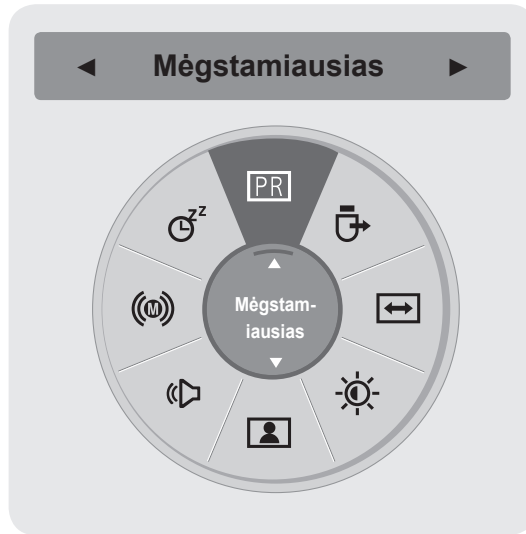 ◄ Mėgstamiausias ►
PR
Z Z
M
Mėgstam-
iausias